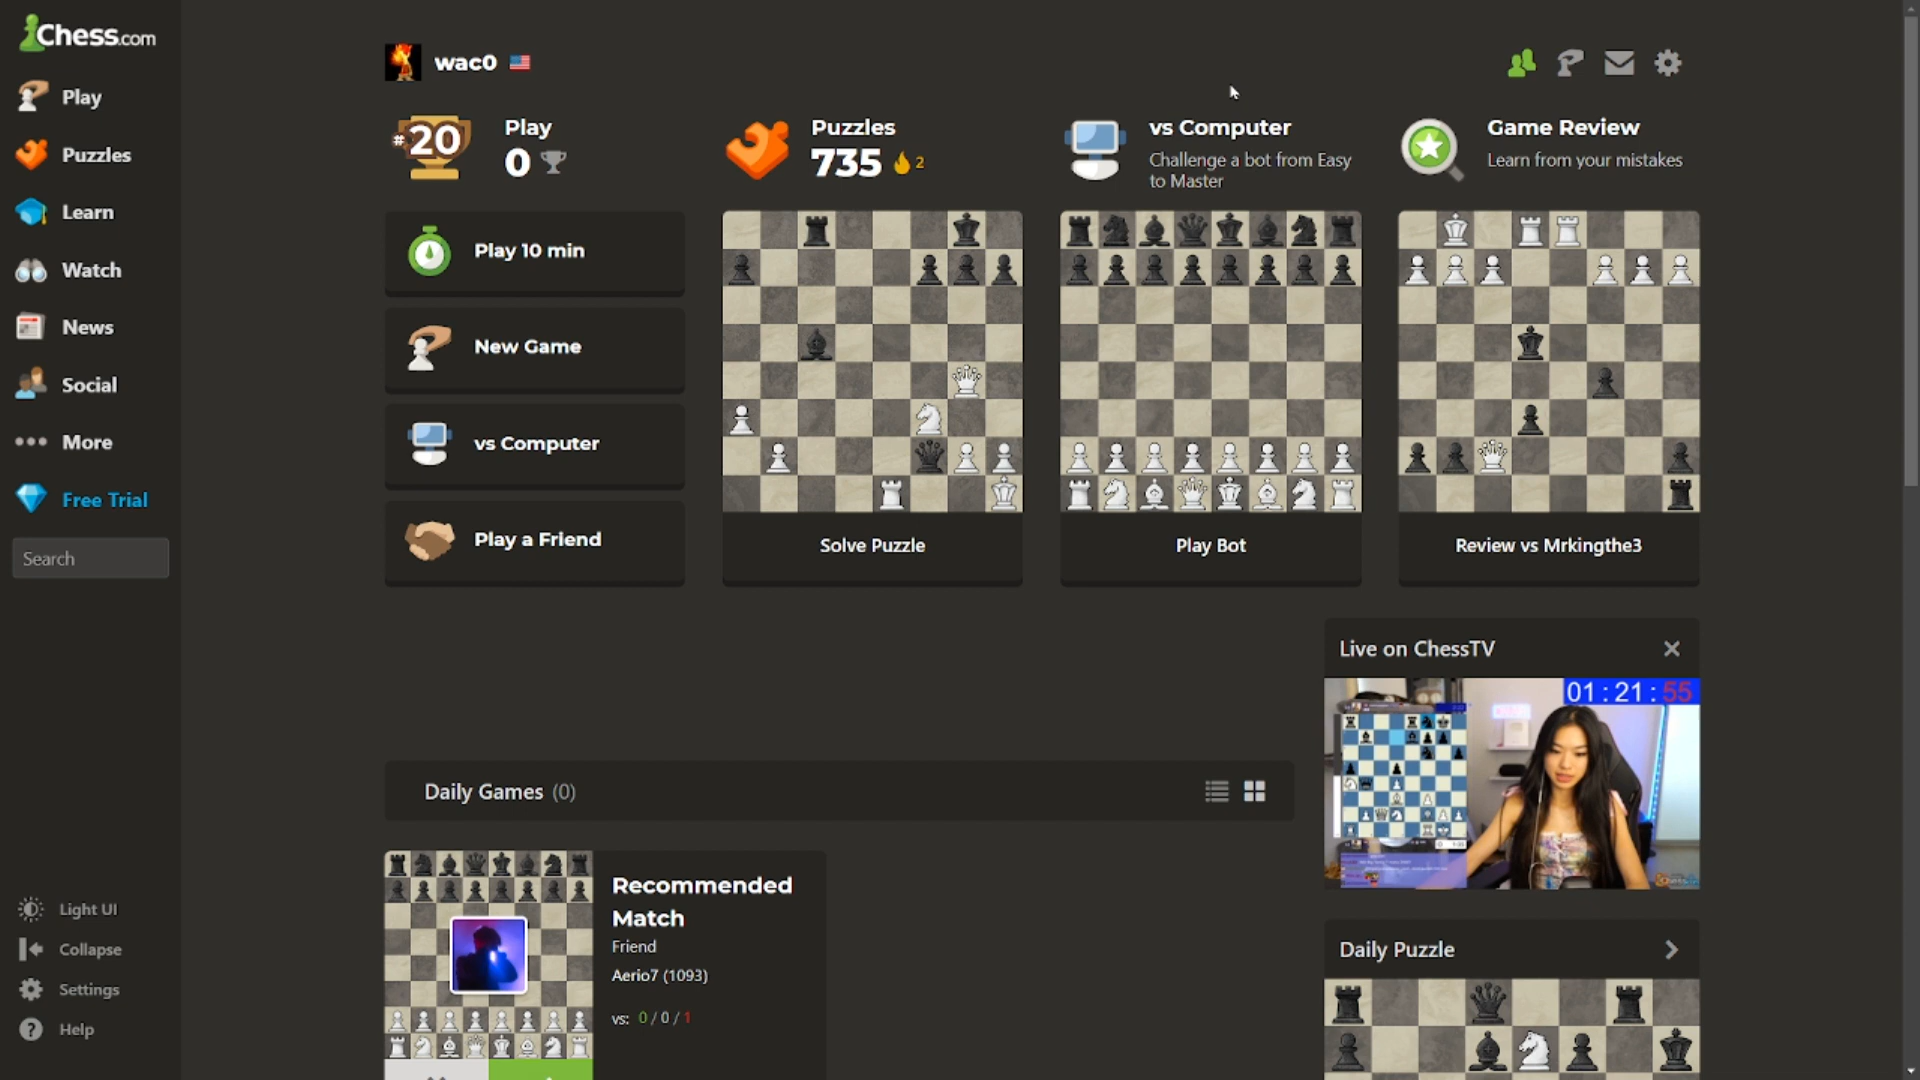 Chess.com
Play
Puzzles
Learn
Watch
News
Social
More
Free Trial
Search
Light UI
Collapse
Settings
Help
wac0
#20
Play
0
Puzzles
735 2
vs Computer
Challenge a bot from Easy
to Master
Game Review
Learn from your mistakes
Play 10 min
New Game
vs Computer
Play a Friend
Solve Puzzle
Play Bot
Review vs Mrkingthe3
Live on ChessTV
01:21:55
Daily Games (0)
Recommended
Match
Friend
Aerio7 (1093)
vs: 0 / 0 / 1
Daily Puzzle